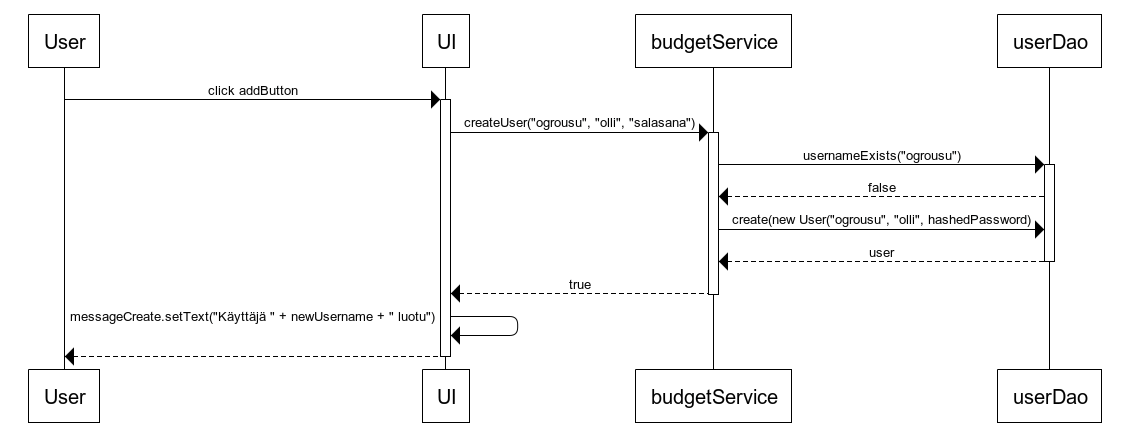 User
UI
budgetService
userDao
click addButton
createUser("ogrousu", "olli", "salasana")
usernameExists("ogrousu")
false
create(new User("ogrousu", "olli", hashedPassword)
user
true
messageCreate.setText("Käyttäjä " + newUsername + " luotu")
User
UI
budgetService
userDao